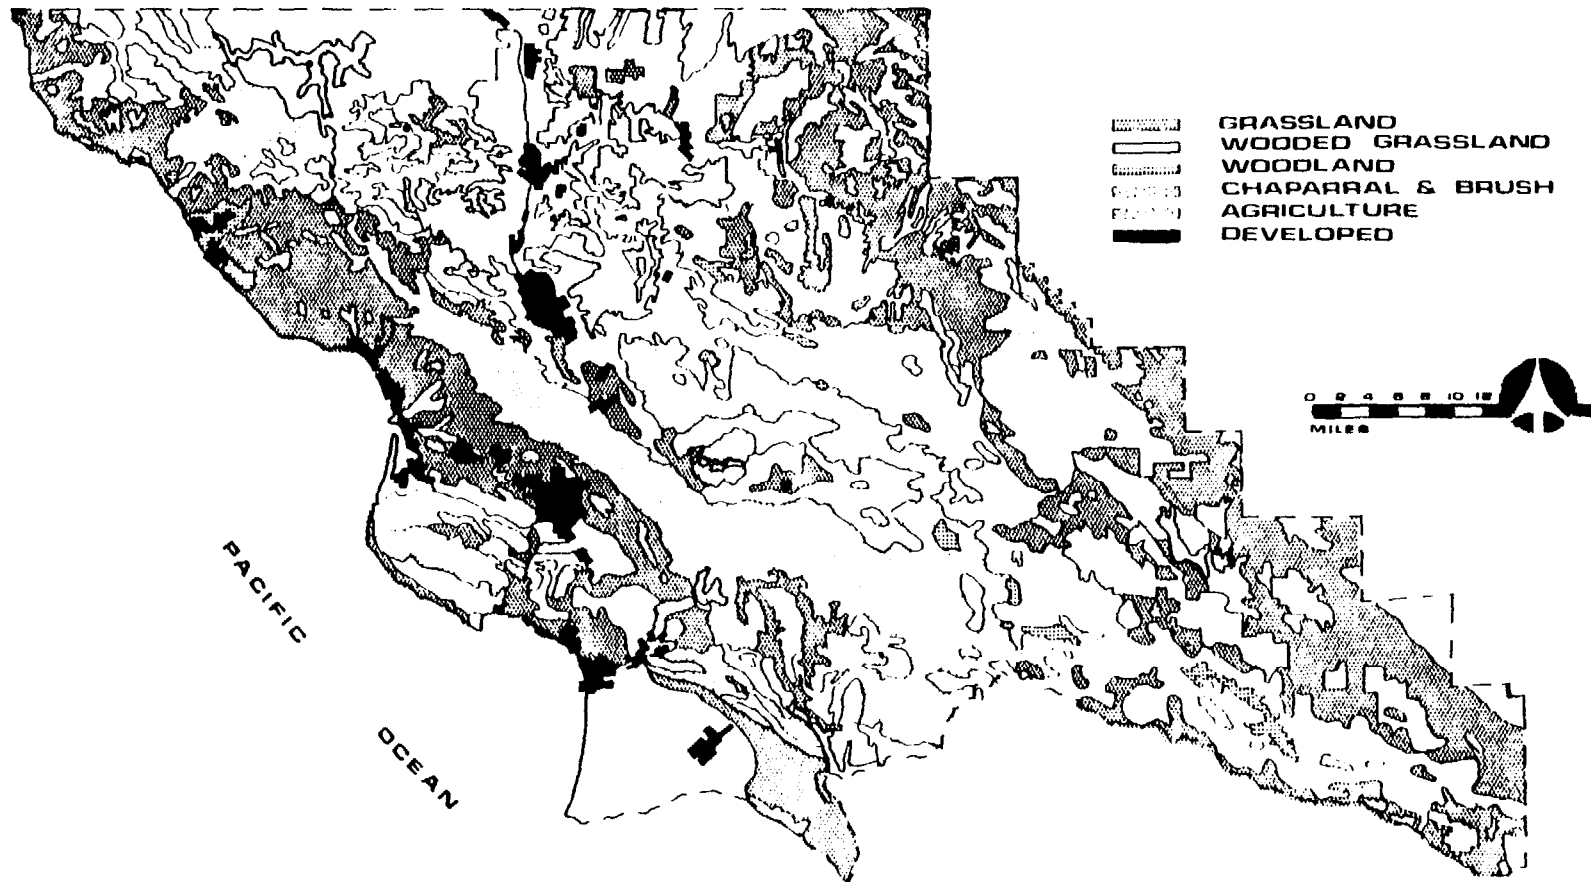 GRASSLAND
WOODED GRASSLAND
WOODLAND
CHAPARRAL & BRUSH
AGRICULTURE
DEVELOPED
0 2 4 6 8 10 12
MILES
PACIFIC
OCEAN